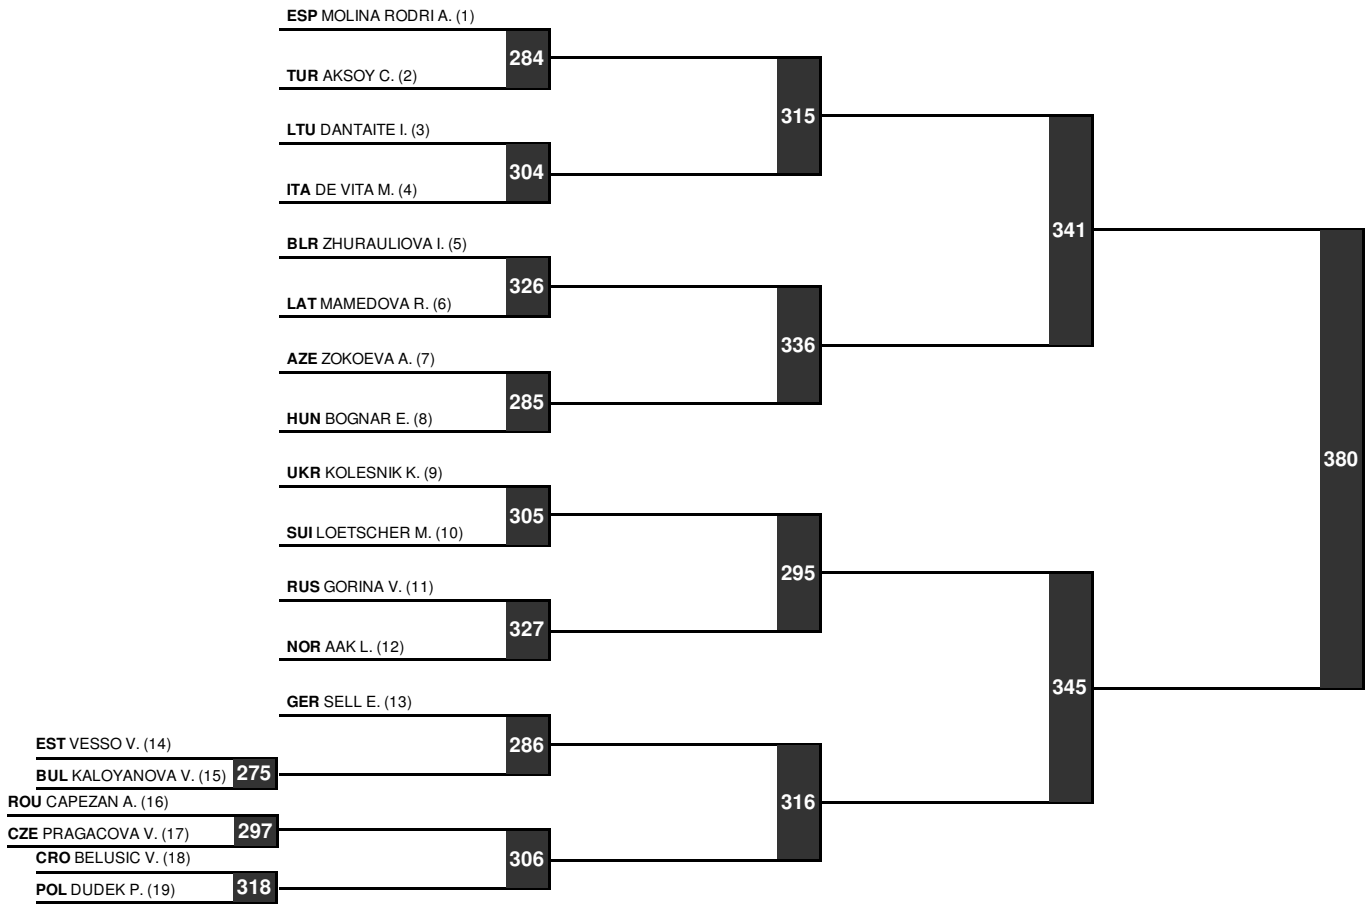 ESP MOLINA RODRI A. (1)
284
TUR AKSOY C. (2)
315
LTU DANTAITE I. (3)
304
ITA DE VITA M. (4)
341
BLR ZHURAULIOVA I. (5)
326
LAT MAMEDOVA R. (6)
336
AZE ZOKOEVA A. (7)
285
HUN BOGNAR E. (8)
380
UKR KOLESNIK K. (9)
305
SUI LOETSCHER M. (10)
295
RUS GORINA V. (11)
327
NOR AAK L. (12)
345
GER SELL E. (13)
286
EST VESSO V. (14)
BUL KALOYANOVA V. (15) 275
ROU CAPEZAN A. (16)
316
CZE PRAGACOVA V. (17) 297
CRO BELUSIC V. (18)
306
POL DUDEK P. (19) 318